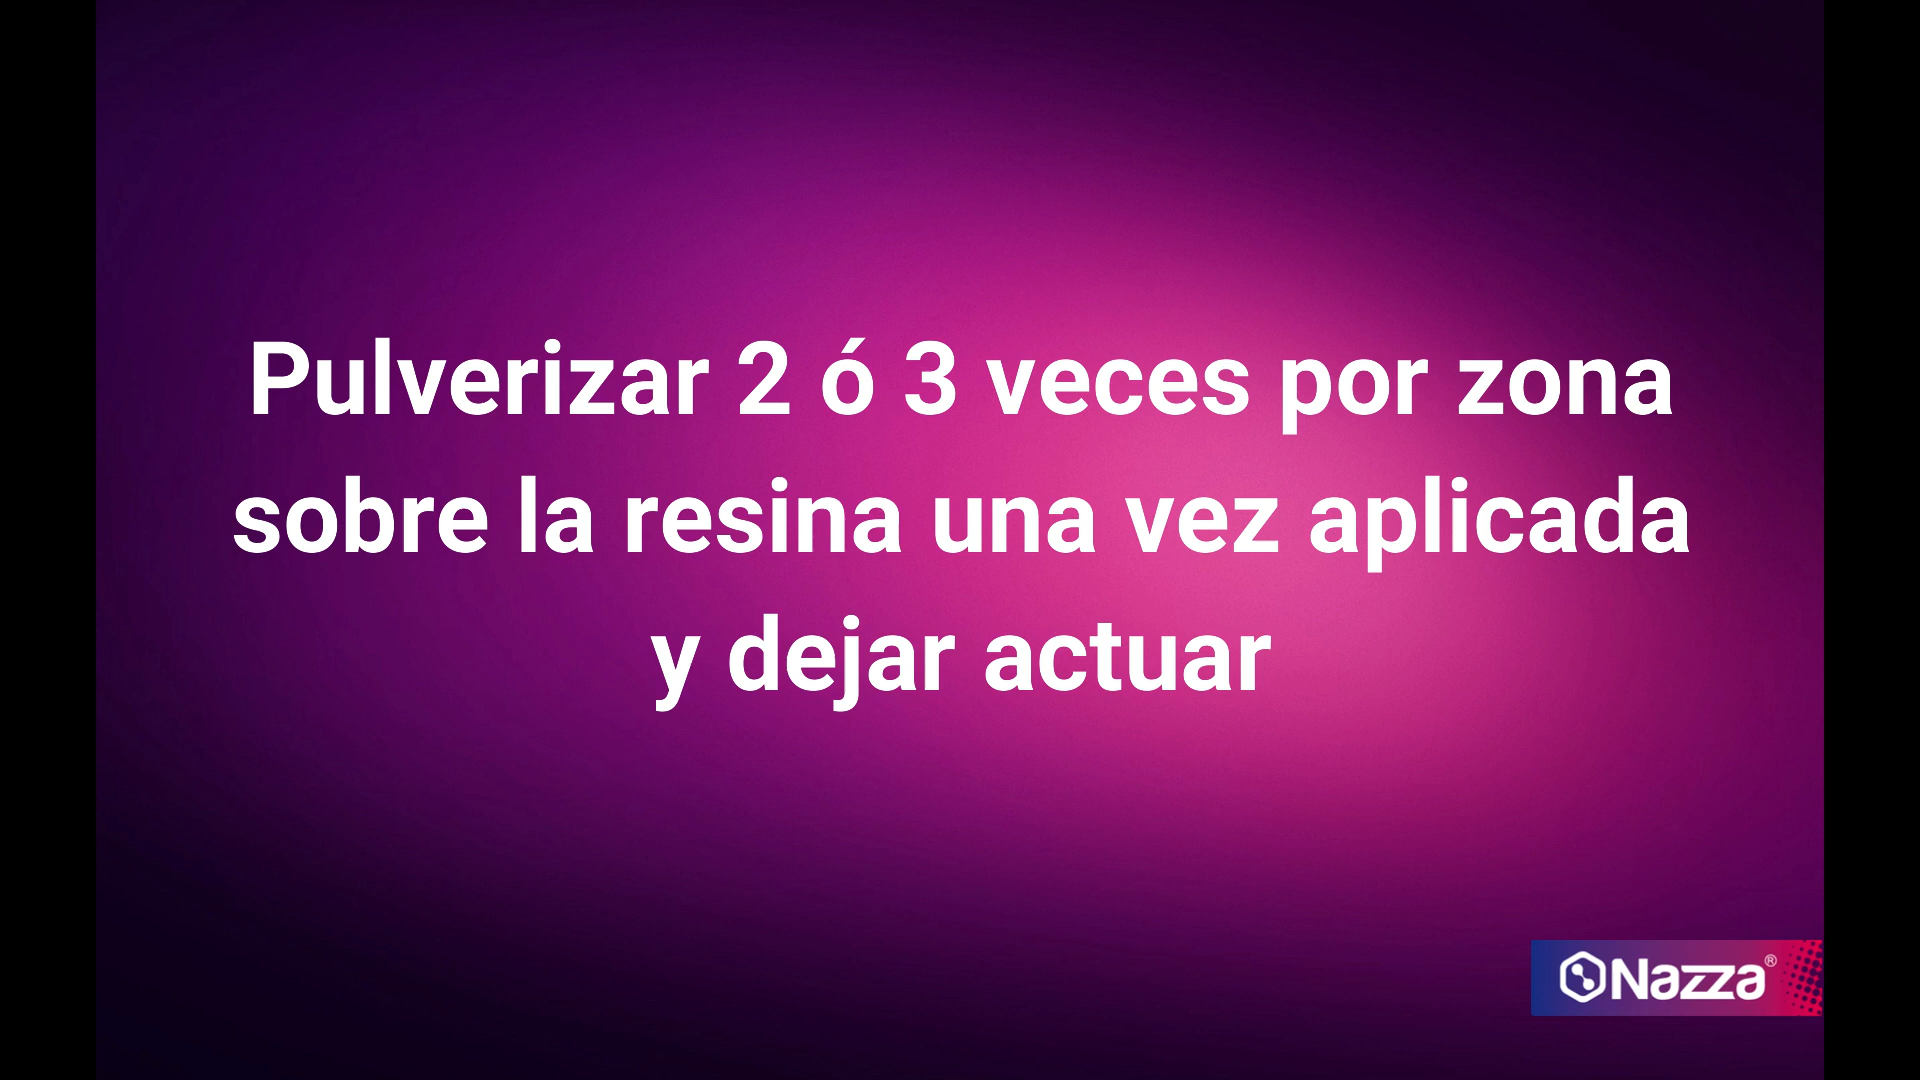 Pulverizar 2 ó 3 veces por zona
sobre la resina una vez aplicada
y dejar actuar
Nazza®